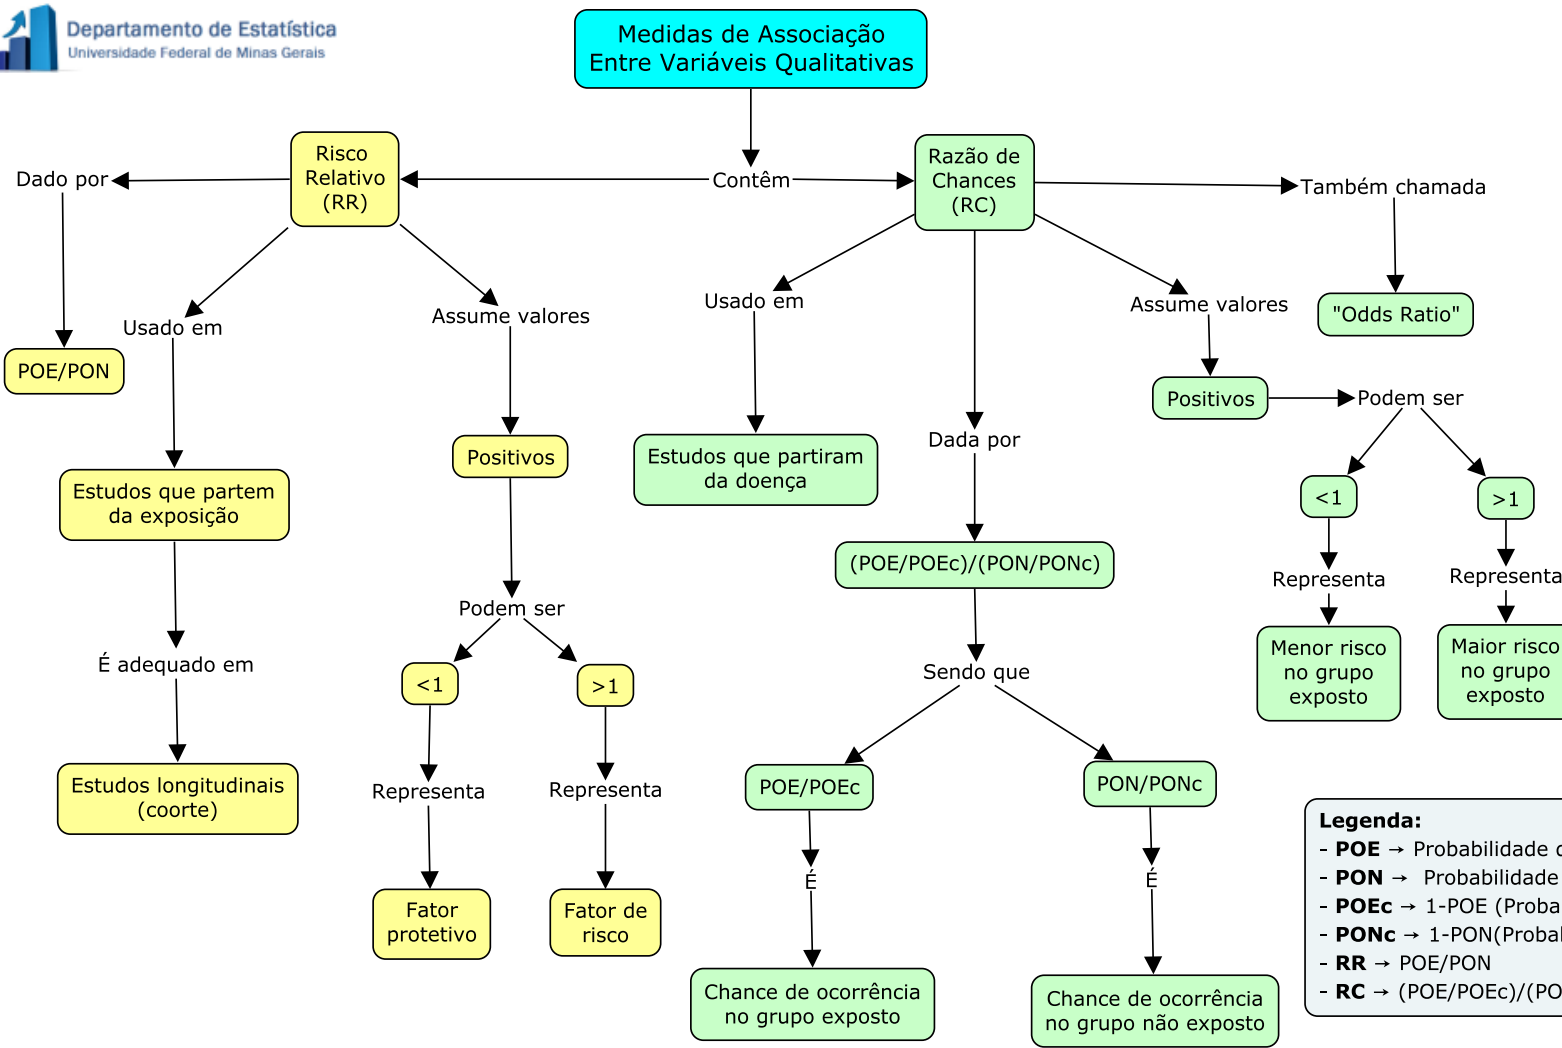 Departamento de Estatística
Universidade Federal de Minas Gerais
Medidas de Associação
Entre Variáveis Qualitativas
Contêm
Risco
Relativo
(RR)
Dado por
POE/PON
Usado em
Estudos que partem
da exposição
É adequado em
Estudos longitudinais
(coorte)
Assume valores
Positivos
Podem ser
<1
>1
Representa
Representa
Fator
protetivo
Fator de
risco
Razão de
Chances
(RC)
Também chamada
"Odds Ratio"
Usado em
Estudos que partiram
da doença
Dada por
(POE/POEc)/(PON/PONc)
Sendo que
POE/POEc
PON/PONc
É
É
Chance de ocorrência
no grupo exposto
Chance de ocorrência
no grupo não exposto
Assume valores
Positivos
Podem ser
<1
>1
Representa
Representa
Menor risco
no grupo
exposto
Maior risco
no grupo
exposto
Legenda:
- POE → Probabilidade
- PON → Probabilidade
- POEc → 1-POE
- PONc → 1-PON
- RR → POE/PON
- RC → (POE/POEc)/